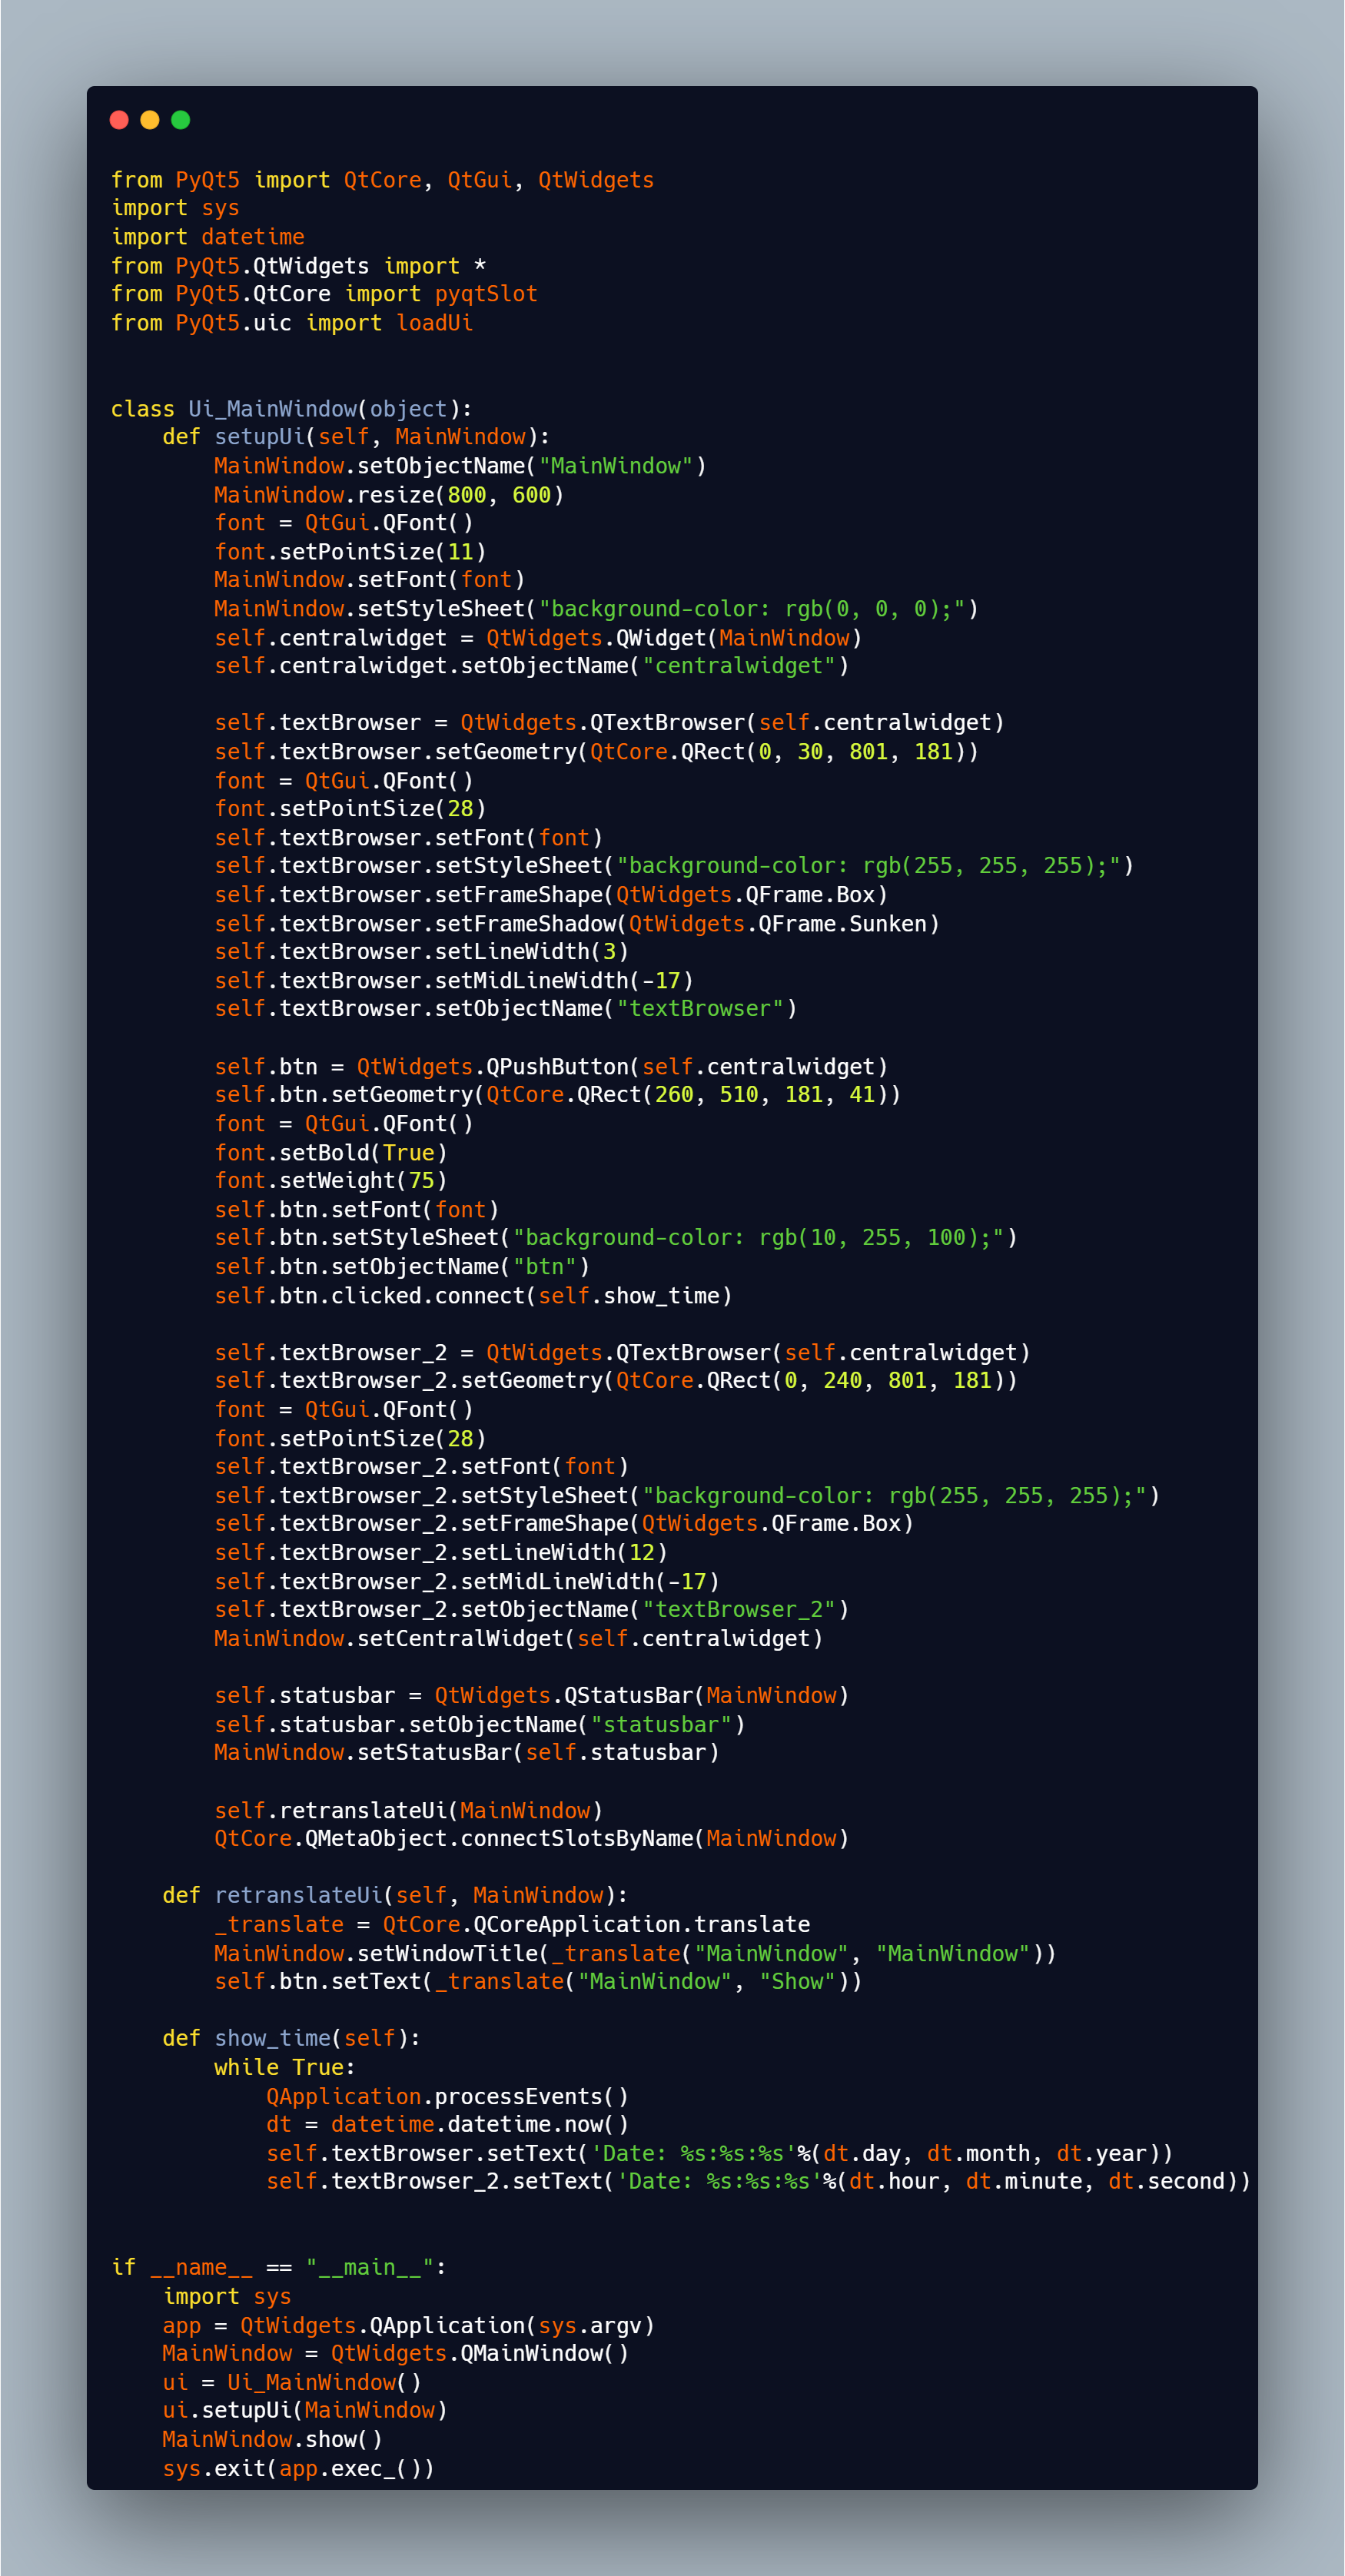 from PyQt5 import QtCore, QtGui, QtWidgets
import sys
import datetime
from PyQt5.QtWidgets import *
from PyQt5.QtCore import pyqtSlot
from PyQt5.uic import loadUi


class Ui_MainWindow(object):
    def setupUi(self, MainWindow):
        MainWindow.setObjectName("MainWindow")
        MainWindow.resize(800, 600)
        font = QtGui.QFont()
        font.setPointSize(11)
        MainWindow.setFont(font)
        MainWindow.setStyleSheet("background-color: rgb(0, 0, 0);")
        self.centralwidget = QtWidgets.QWidget(MainWindow)
        self.centralwidget.setObjectName("centralwidget")

        self.textBrowser = QtWidgets.QTextBrowser(self.centralwidget)
        self.textBrowser.setGeometry(QtCore.QRect(0, 30, 801, 181))
        font = QtGui.QFont()
        font.setPointSize(28)
        self.textBrowser.setFont(font)
        self.textBrowser.setStyleSheet("background-color: rgb(255, 255, 255);")
        self.textBrowser.setFrameShape(QtWidgets.QFrame.Box)
        self.textBrowser.setFrameShadow(QtWidgets.QFrame.Sunken)
        self.textBrowser.setLineWidth(3)
        self.textBrowser.setMidLineWidth(-17)
        self.textBrowser.setObjectName("textBrowser")

        self.btn = QtWidgets.QPushButton(self.centralwidget)
        self.btn.setGeometry(QtCore.QRect(260, 510, 181, 41))
        font = QtGui.QFont()
        font.setBold(True)
        font.setWeight(75)
        self.btn.setFont(font)
        self.btn.setStyleSheet("background-color: rgb(10, 255, 100);")
        self.btn.setObjectName("btn")
        self.btn.clicked.connect(self.show_time)

        self.textBrowser_2 = QtWidgets.QTextBrowser(self.centralwidget)
        self.textBrowser_2.setGeometry(QtCore.QRect(0, 240, 801, 181))
        font = QtGui.QFont()
        font.setPointSize(28)
        self.textBrowser_2.setFont(font)
        self.textBrowser_2.setStyleSheet("background-color: rgb(255, 255, 255);")
        self.textBrowser_2.setFrameShape(QtWidgets.QFrame.Box)
        self.textBrowser_2.setLineWidth(12)
        self.textBrowser_2.setMidLineWidth(-17)
        self.textBrowser_2.setObjectName("textBrowser_2")
        MainWindow.setCentralWidget(self.centralwidget)

        self.statusbar = QtWidgets.QStatusBar(MainWindow)
        self.statusbar.setObjectName("statusbar")
        MainWindow.setStatusBar(self.statusbar)

        self.retranslateUi(MainWindow)
        QtCore.QMetaObject.connectSlotsByName(MainWindow)

    def retranslateUi(self, MainWindow):
        _translate = QtCore.QCoreApplication.translate
        MainWindow.setWindowTitle(_translate("MainWindow", "MainWindow"))
        self.btn.setText(_translate("MainWindow", "Show"))

    def show_time(self):
        while True:
            QApplication.processEvents()
            dt = datetime.datetime.now()
            self.textBrowser.setText('Date: %s:%s:%s'%(dt.day, dt.month, dt.year))
            self.textBrowser_2.setText('Date: %s:%s:%s'%(dt.hour, dt.minute, dt.second))


if __name__ == "__main__":
    import sys
    app = QtWidgets.QApplication(sys.argv)
    MainWindow = QtWidgets.QMainWindow()
    ui = Ui_MainWindow()
    ui.setupUi(MainWindow)
    MainWindow.show()
    sys.exit(app.exec_())